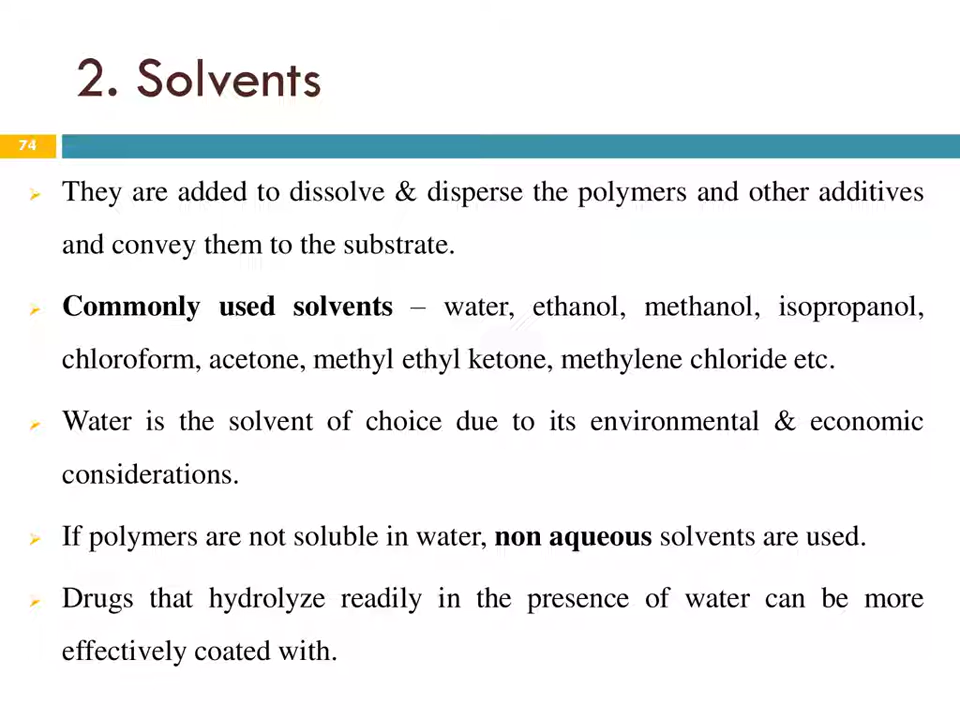 2. Solvents
74
They are added to dissolve & disperse the polymers and other additives
and convey them to the substrate.
Commonly used solvents – water, ethanol, methanol, isopropanol,
chloroform, acetone, methyl ethyl ketone, methylene chloride etc.
Water is the solvent of choice due to its environmental & economic
considerations.
If polymers are not soluble in water, non aqueous solvents are used.
Drugs that hydrolyze readily in the presence of water can be more
effectively coated with.